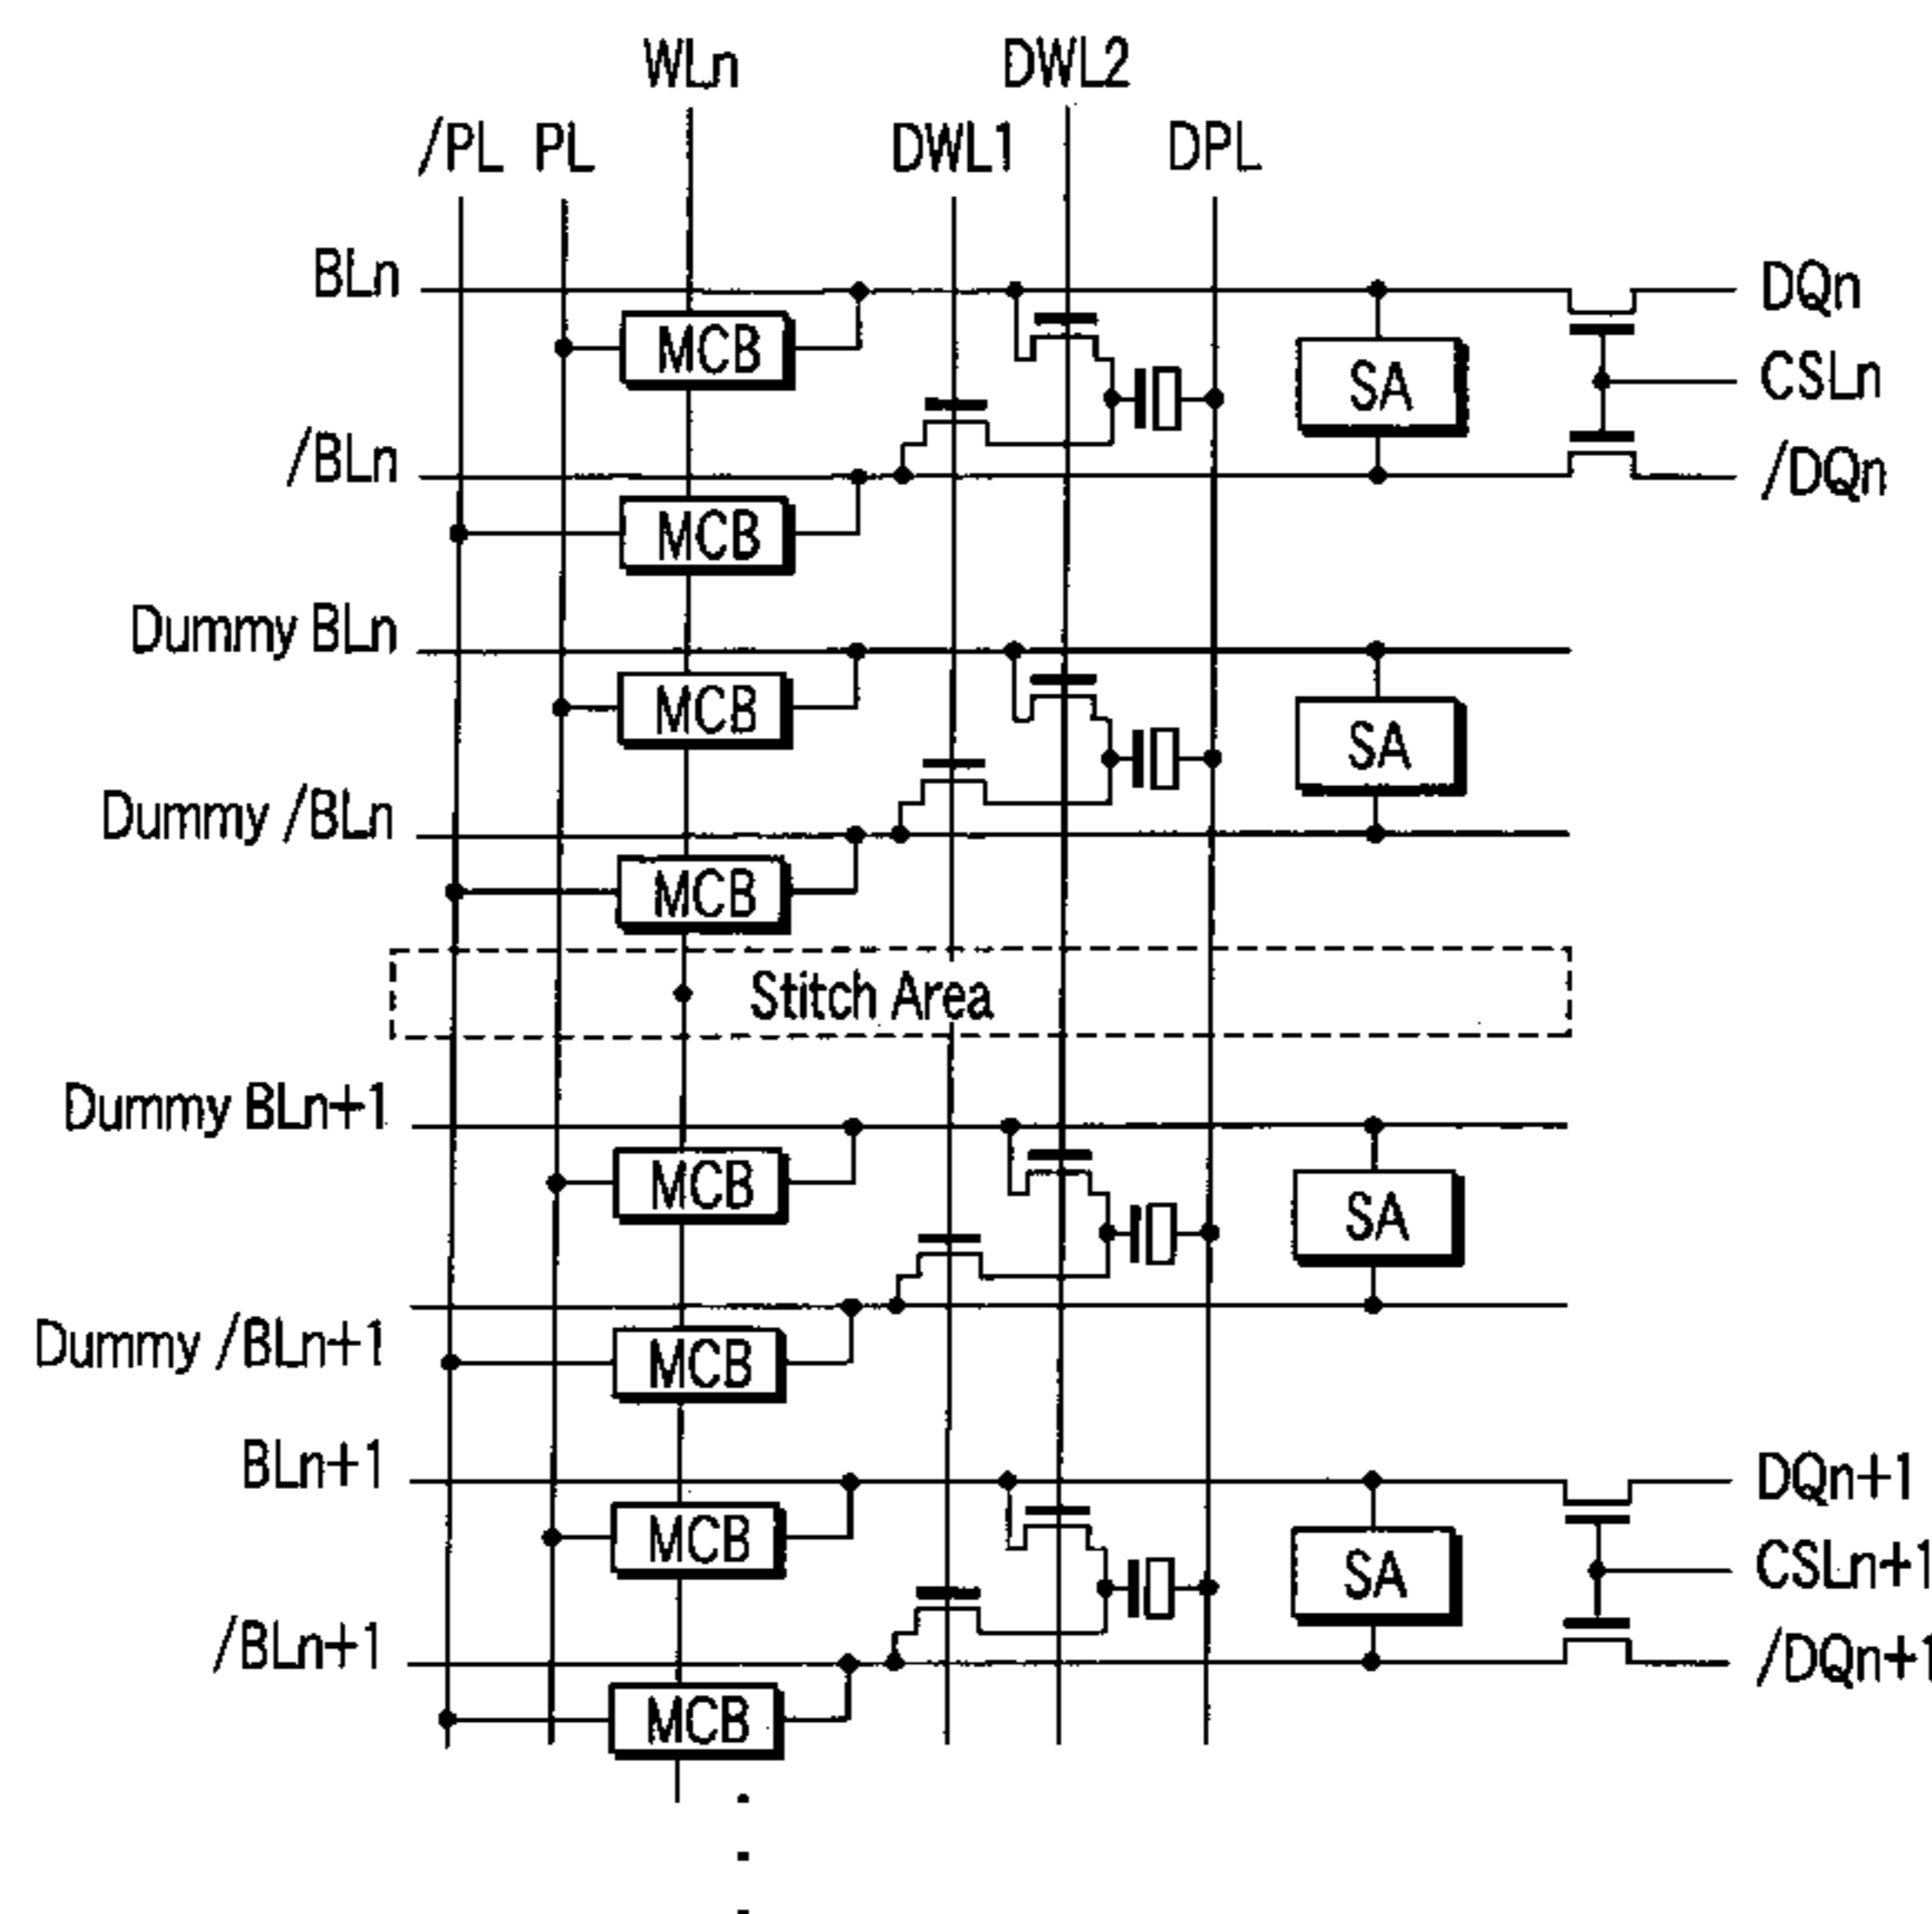 WLn DWL2
/PL PL DWL1 DPL
BLn DQn
MCB SA CSLn
/BLn /DQn
MCB
Dummy BLn
MCB SA
Dummy /BLn
MCB
Stitch Area
Dummy BLn+1
MCB SA
Dummy /BLn+1
MCB
BLn+1 DQn+1
MCB SA CSLn+1
/BLn+1 /DQn+1
MCB